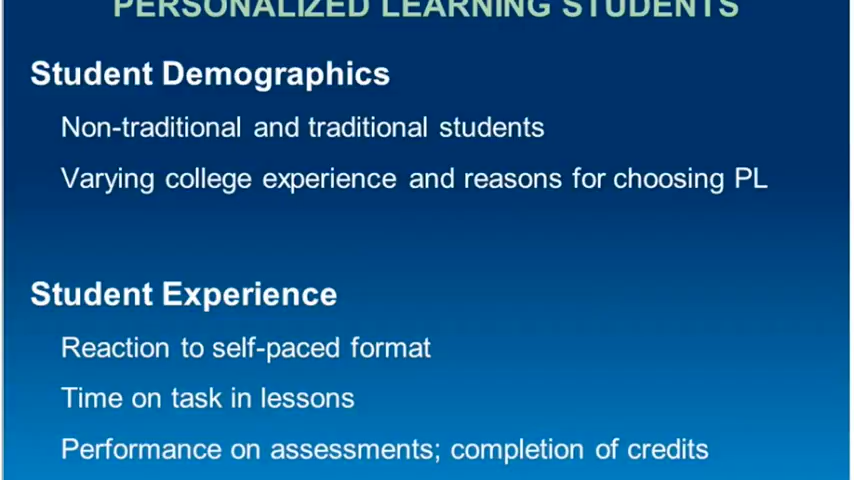 PERSONALIZED LEARNING STUDENTS
Student Demographics
Non-traditional and traditional students
Varying college experience and reasons for choosing PL
Student Experience
Reaction to self-paced format
Time on task in lessons
Performance on assessments; completion of credits